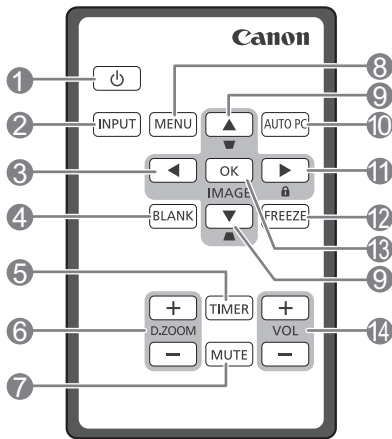 Canon
1
8
9
2
INPUT
MENU
AUTO PC
10
3
OK
11
IMAGE
4
BLANK
FREEZE
12
13
5
9
6
D.ZOOM
TIMER
VOL
14
7
MUTE